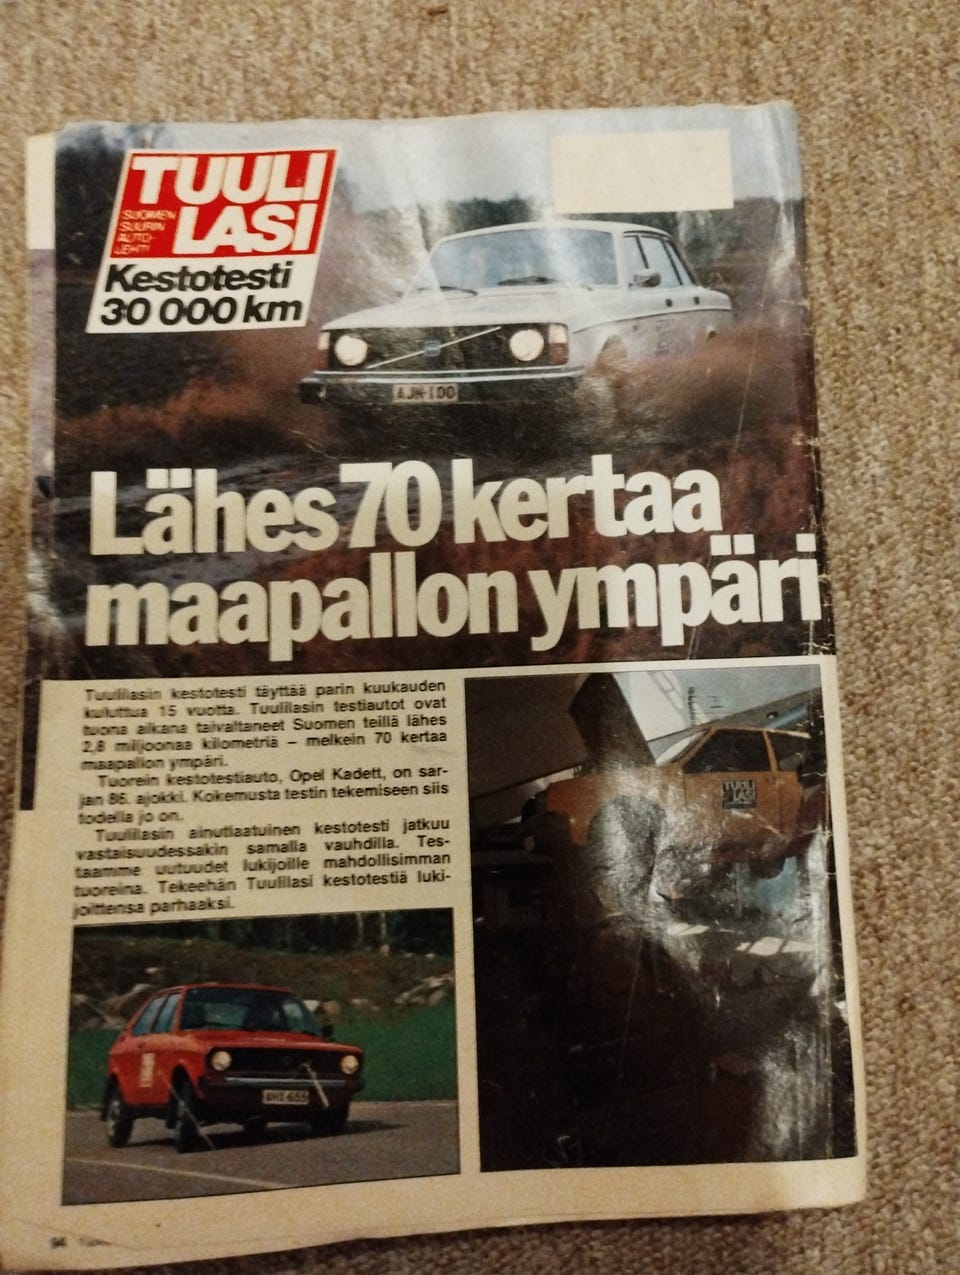 TUULI
LASI
SUOMEN
SUURIN
AUTO-
LEHTI
Kestotesti
30 000 km
AJN-100
Lähes 70 kertaa
maapallon ympäri
Tuulilasin kestotesti täyttää parin kuukauden
kuluttua 15 vuotta. Tuulilasin testiautot ovat
tuona aikana taivaltaneet Suomen teillä lähes
2,8 miljoonaa kilometriä – melkein 70 kertaa
maapallon ympäri.
Tuorein kestotestiauto, Opel Kadett, on sar-
jan 86. ajokki. Kokemusta testin tekemiseen siis
todella jo on.
Tuulilasin ainutlaatuinen kestotesti jatkuu
vastaisuudessakin samalla vauhdilla. Tes-
taamme uutuudet lukijoille mahdollisimman
tuoreina. Tekeehän Tuulilasi kestotestiä luki-
joittensa parhaaksi.
TUULI
LASI
AHX-655
94